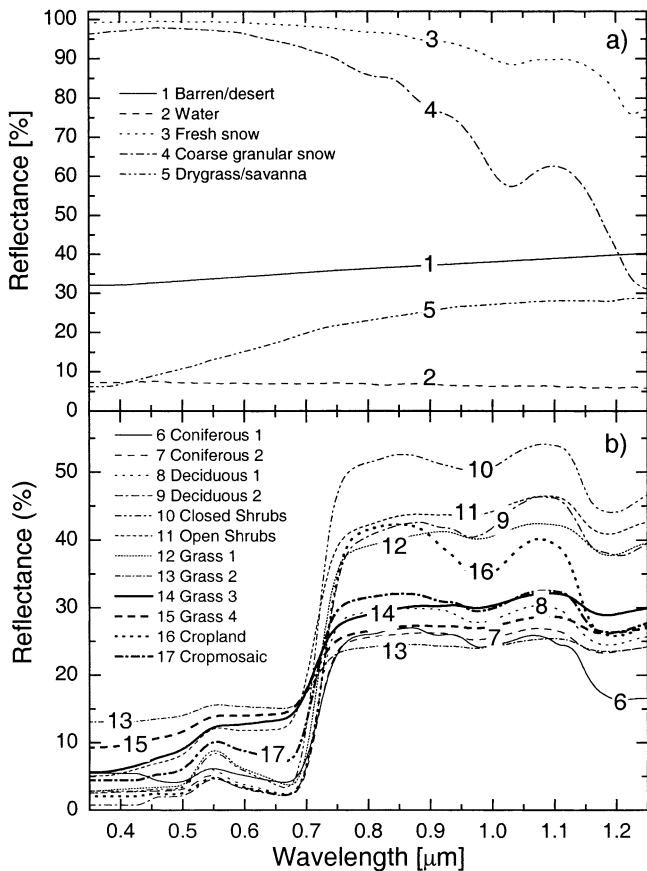 100
90
80
70
60
50
40
30
20
10
0
Reflectance [%]
a)
1 Barren/desert
2 Water
3 Fresh snow
4 Coarse granular snow
5 Drygrass/savanna
3
4
1
5
2
50
40
30
20
10
0
Reflectance (%)
b)
6 Coniferous 1
7 Coniferous 2
8 Deciduous 1
9 Deciduous 2
10 Closed Shrubs
11 Open Shrubs
12 Grass 1
13 Grass 2
14 Grass 3
15 Grass 4
16 Cropland
17 Cropmosaic
10
11
9
12
16
14
8
7
13
6
13
15
17
0.4 0.5 0.6 0.7 0.8 0.9 1.0 1.1 1.2
Wavelength [μm]